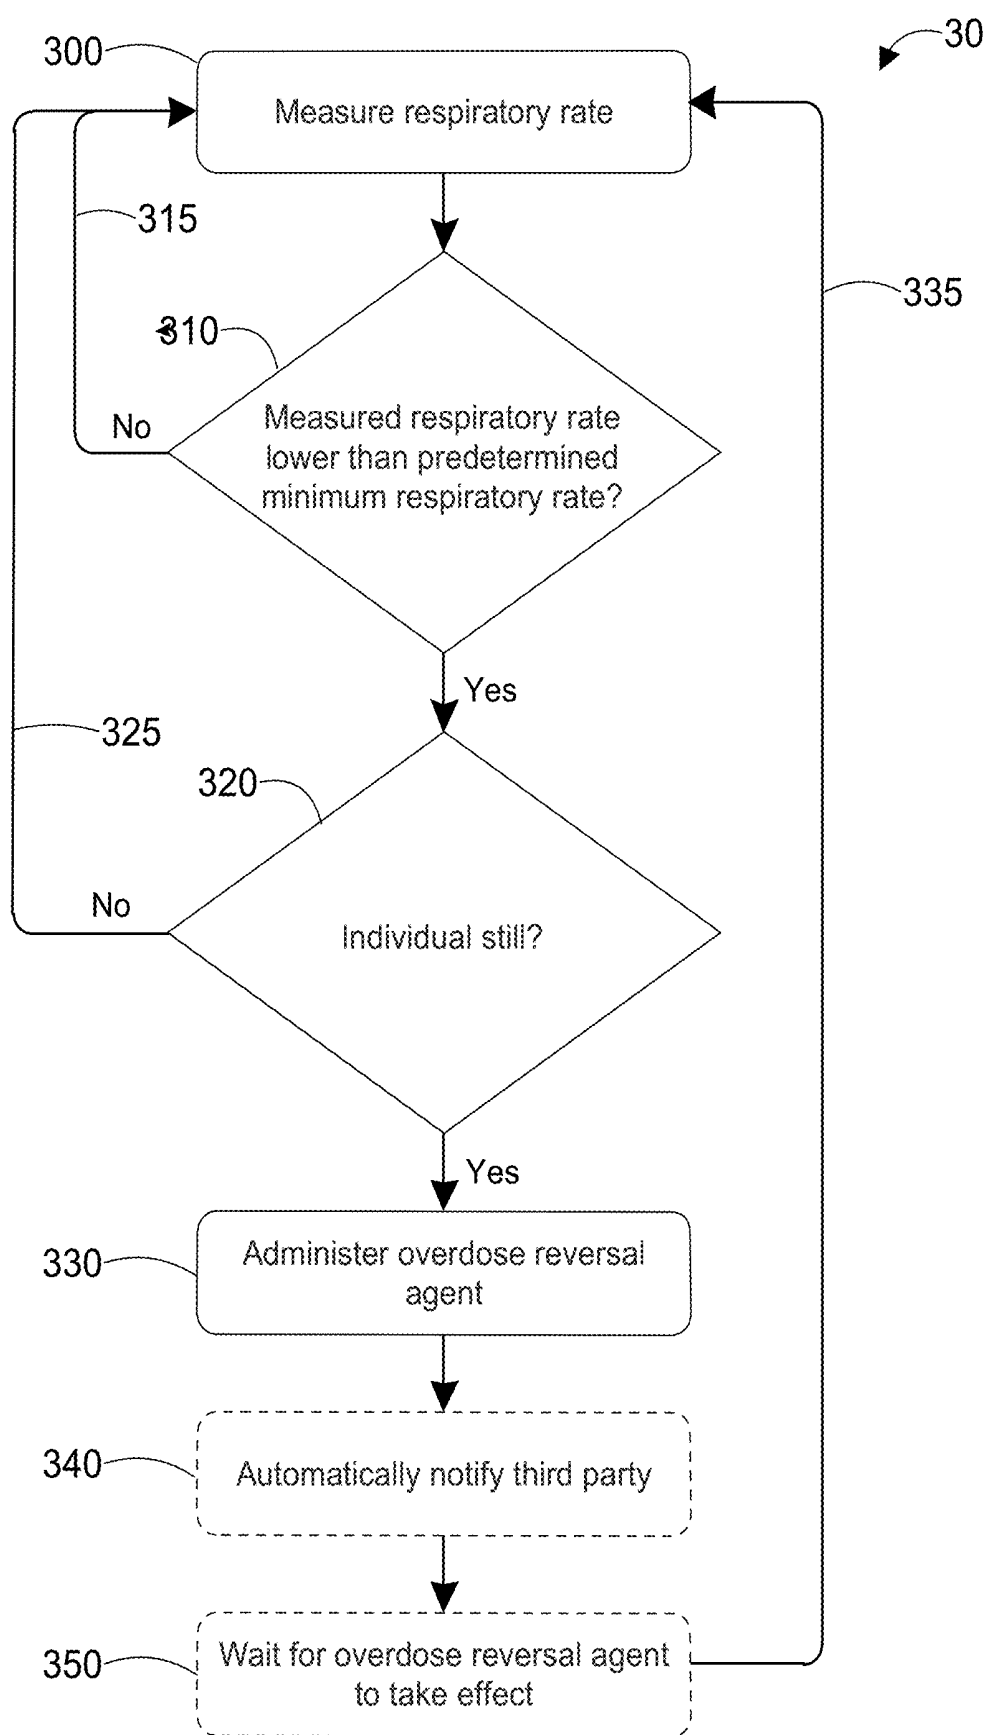 30
300
Measure respiratory rate
315
335
310
Measured respiratory rate
lower than predetermined
minimum respiratory rate?
No
Yes
325
320
Individual still?
No
Yes
330
Administer overdose reversal
agent
340
Automatically notify third party
350
Wait for overdose reversal agent
to take effect